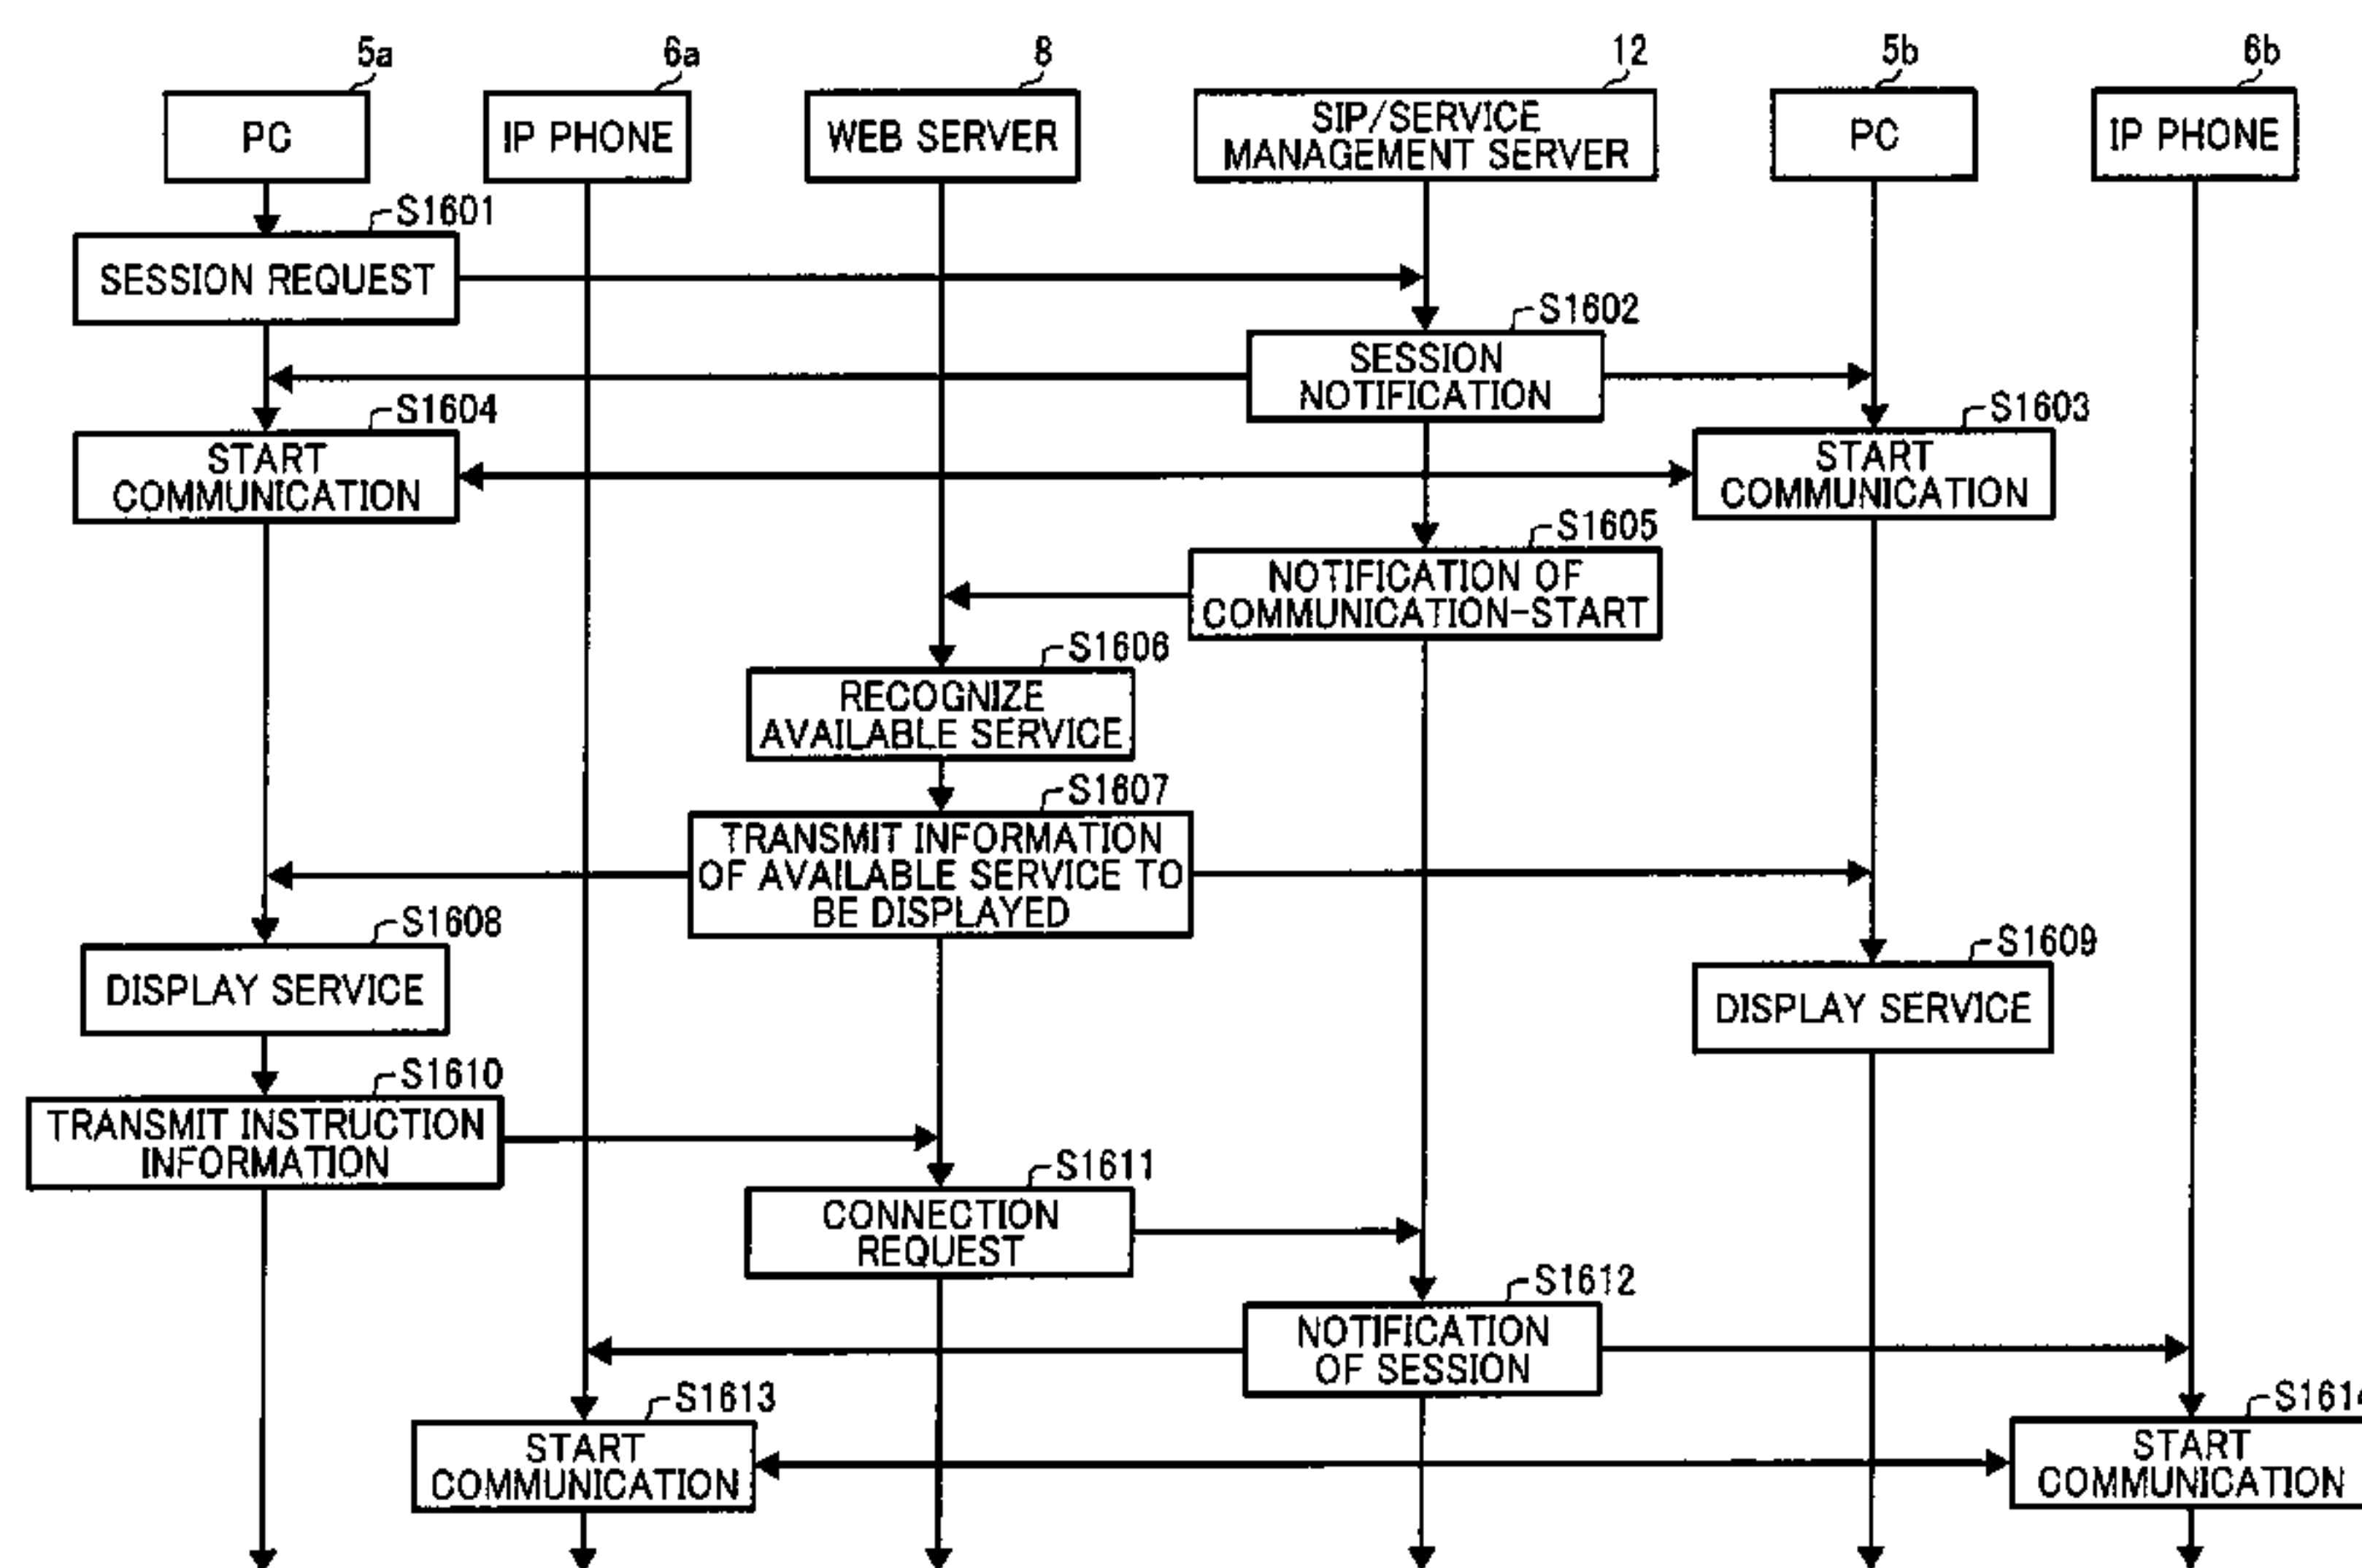 5a
6a
8
12
5b
6b
PC
IP PHONE
WEB SERVER
SIP/SERVICE
MANAGEMENT SERVER
PC
IP PHONE
S1601
SESSION REQUEST
S1602
SESSION
NOTIFICATION
S1604
START
COMMUNICATION
S1603
START
COMMUNICATION
S1605
NOTIFICATION OF
COMMUNICATION-START
S1606
RECOGNIZE
AVAILABLE SERVICE
S1607
TRANSMIT INFORMATION
OF AVAILABLE SERVICE TO
BE DISPLAYED
S1608
DISPLAY SERVICE
S1609
DISPLAY SERVICE
S1610
TRANSMIT INSTRUCTION
INFORMATION
S1611
CONNECTION
REQUEST
S1612
NOTIFICATION
OF SESSION
S1613
START
COMMUNICATION
S1614
START
COMMUNICATION